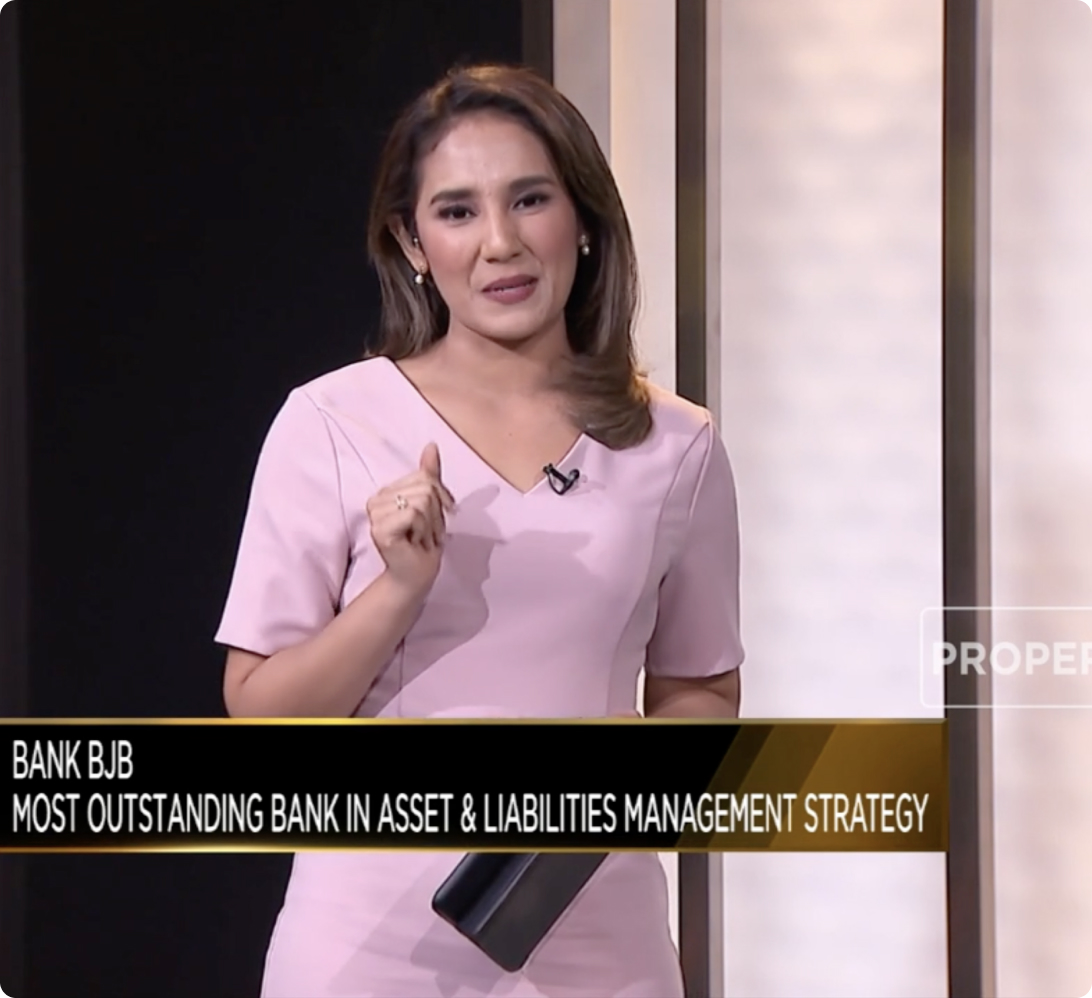 BANK BJB
MOST OUTSTANDING BANK IN ASSET & LIABILITIES MANAGEMENT STRATEGY